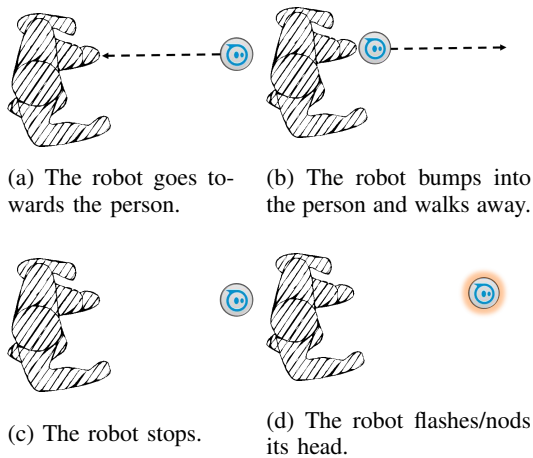 (a) The robot goes to-
wards the person.
(b) The robot bumps into
the person and walks away.
(c) The robot stops.
(d) The robot flashes/nods
its head.